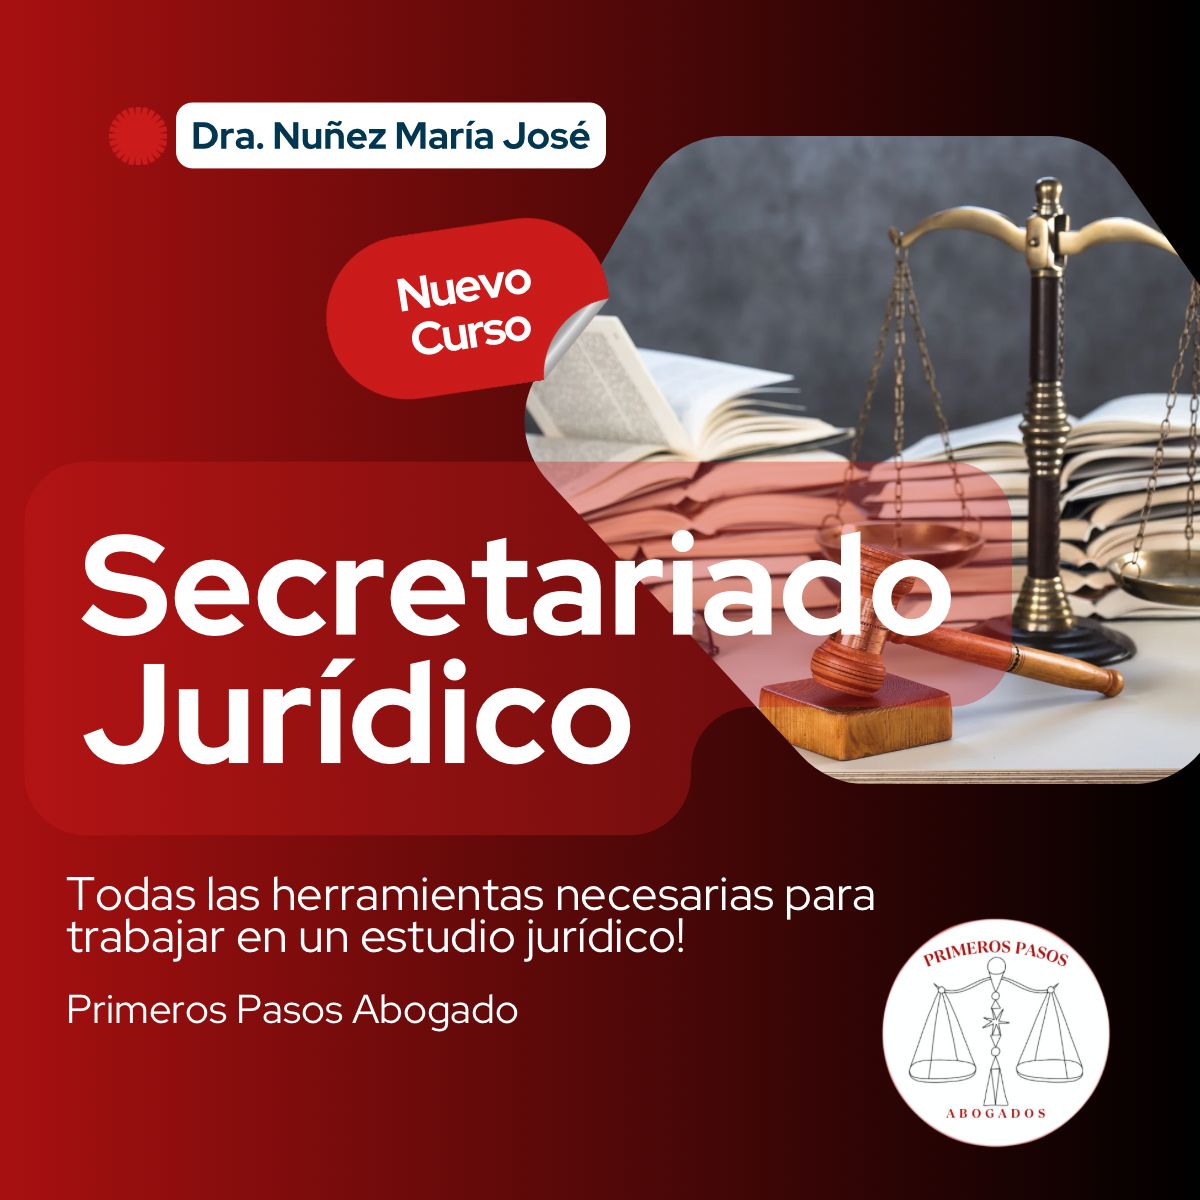 Dra. Nuñez María José
Nuevo
Curso
Secretariado
Jurídico
Todas las herramientas necesarias para
trabajar en un estudio jurídico!
Primeros Pasos Abogado
PRIMEROS PASOS
ABOGADOS